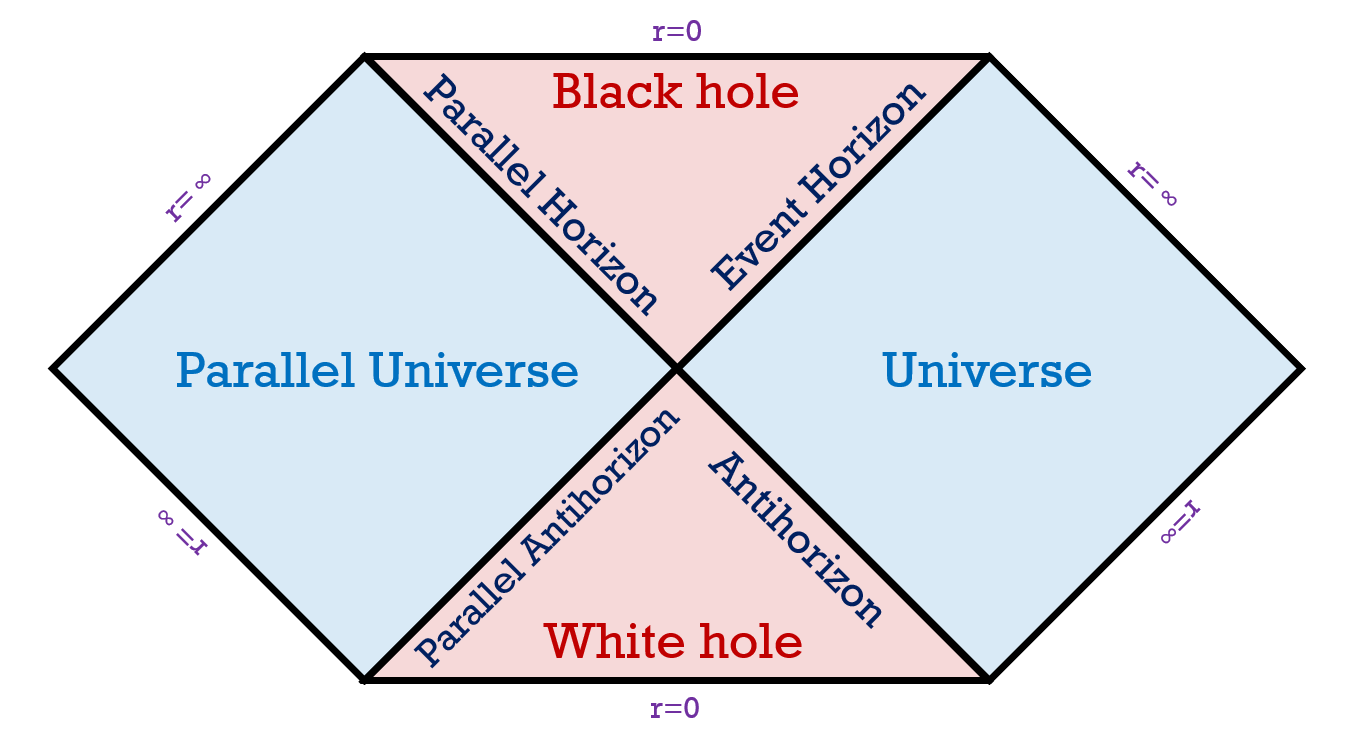 r=0
Black hole
Parallel Horizon
Event Horizon
r= ∞
r= ∞
Parallel Universe
Universe
Parallel Antihorizon
Antihorizon
r= ∞
r=∞
White hole
r=0